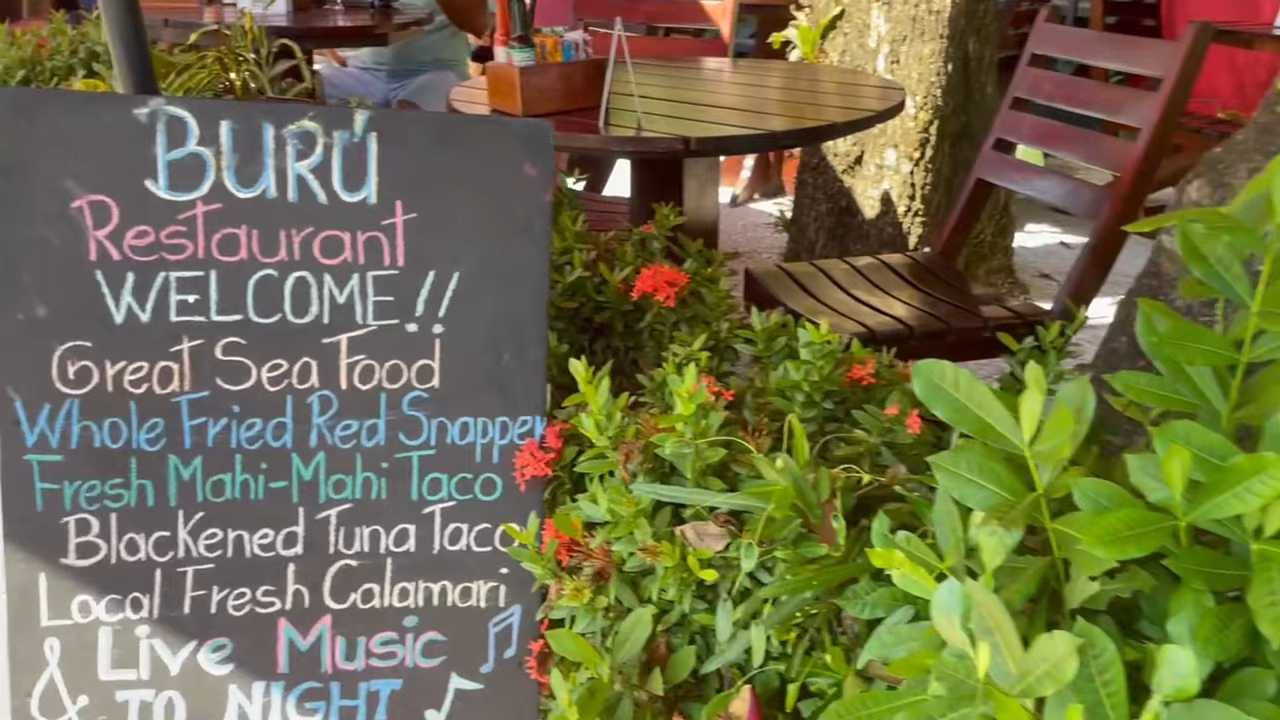 BURÚ
Restaurant
WELCOME!!
Great Sea Food
Whole Fried Red Snapper
Fresh Mahi-Mahi Taco
Blackened Tuna Taco
Local Fresh Calamari
& Live Music
TO NIGHT